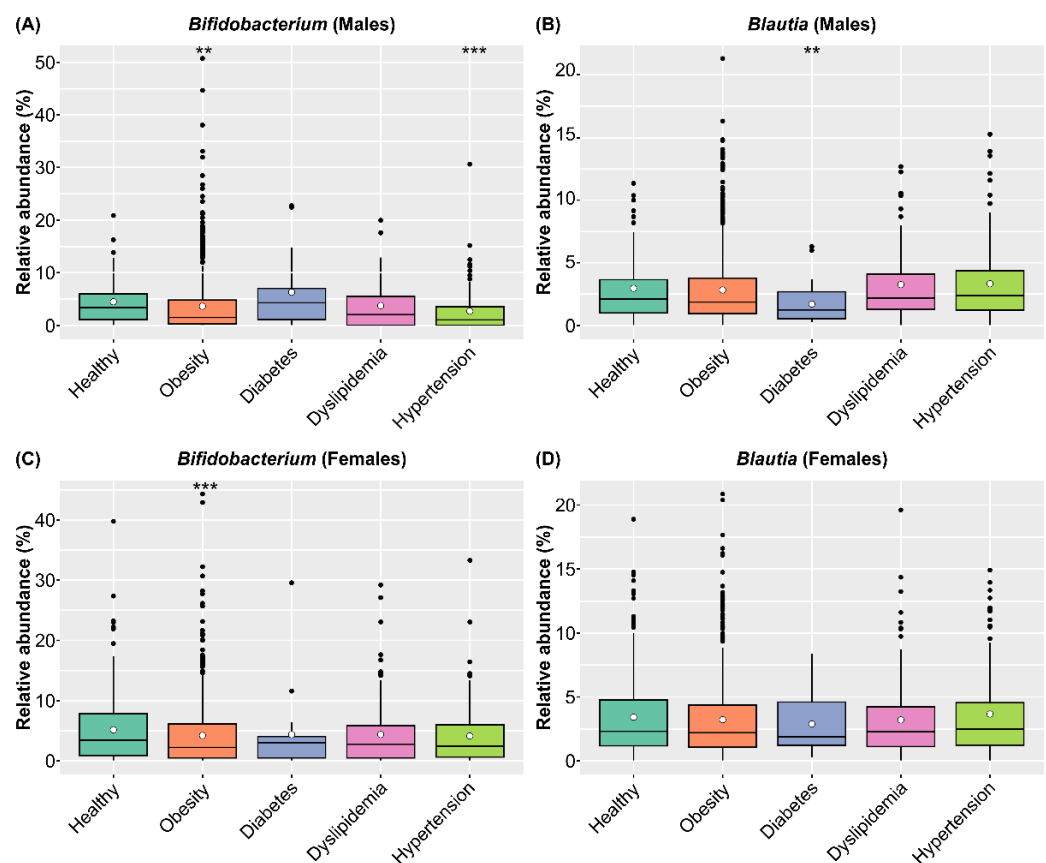 (A) Bifidobacterium (Males)
** ***
Relative abundance (%)
50
40
30
20
10
0
Healthy
Obesity
Diabetes
Dyslipidemia
Hypertension
(B) Blautia (Males)
**
Relative abundance (%)
20
15
10
5
0
Healthy
Obesity
Diabetes
Dyslipidemia
Hypertension
(C) Bifidobacterium (Females)
***
Relative abundance (%)
40
30
20
10
0
Healthy
Obesity
Diabetes
Dyslipidemia
Hypertension
(D) Blautia (Females)
Relative abundance (%)
20
15
10
5
0
Healthy
Obesity
Diabetes
Dyslipidemia
Hypertension